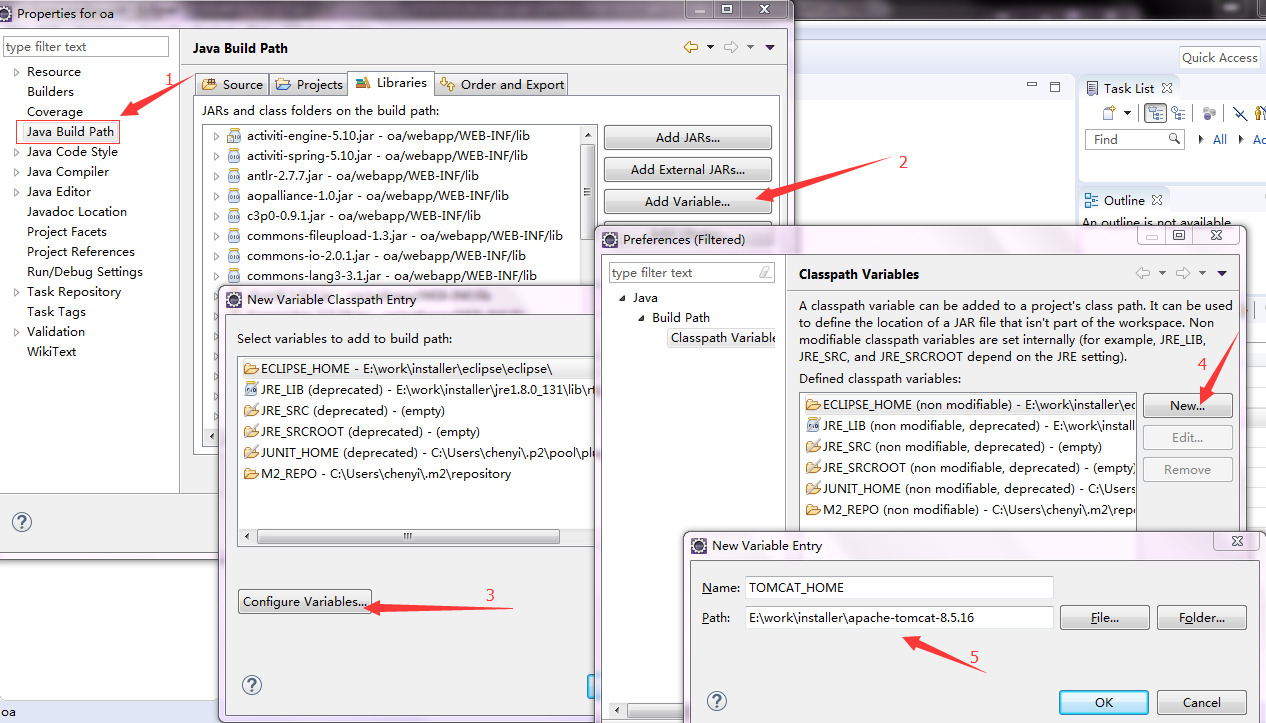 Properties for oa
type filter text
Resource
Builders
Coverage
Java Build Path
Java Code Style
Java Compiler
Java Editor
Javadoc Location
Project Facets
Project References
Run/Debug Settings
Task Repository
Task Tags
Validation
WikiText
1
Java Build Path
Source
Projects
Libraries
Order and Export
JARs and class folders on the build path:
activiti-engine-5.10.jar - oa/webapp/WEB-INF/lib
activiti-spring-5.10.jar - oa/webapp/WEB-INF/lib
antlr-2.7.7.jar - oa/webapp/WEB-INF/lib
aopalliance-1.0.jar - oa/webapp/WEB-INF/lib
c3p0-0.9.1.jar - oa/webapp/WEB-INF/lib
commons-fileupload-1.3.jar - oa/webapp/WEB-INF/lib
commons-io-2.0.1.jar - oa/webapp/WEB-INF/lib
commons-lang3-3.1.jar - oa/webapp/WEB-INF/lib
Add JARs...
Add External JARs...
Add Variable...
2
Quick Access
Task List
Find
All
Ac
Outline
An outline is not available.
New Variable Classpath Entry
Select variables to add to build path:
ECLIPSE_HOME - E:\work\installer\eclipse\eclipse\
JRE_LIB (deprecated) - E:\work\installer\jre1.8.0_131\lib\rt
JRE_SRC (deprecated) - (empty)
JRE_SRCROOT (deprecated) - (empty)
JUNIT_HOME (deprecated) - C:\Users\chenyi\.p2\pool\plu
M2_REPO - C:\Users\chenyi\.m2\repository
Configure Variables...
3
Preferences (Filtered)
type filter text
Java
Build Path
Classpath Variable
Classpath Variables
A classpath variable can be added to a project's class path. It can be used
to define the location of a JAR file that isn't part of the workspace. Non
modifiable classpath variables are set internally (for example, JRE_LIB,
JRE_SRC, and JRE_SRCROOT depend on the JRE setting).
Defined classpath variables:
ECLIPSE_HOME (non modifiable) - E:\work\installer\ec
JRE_LIB (non modifiable, deprecated) - E:\work\install
JRE_SRC (non modifiable, deprecated) - (empty)
JRE_SRCROOT (non modifiable, deprecated) - (empty)
JUNIT_HOME (non modifiable, deprecated) - C:\Users
M2_REPO (non modifiable) - C:\Users\chenyi\.m2\repo
4
New...
Edit...
Remove
New Variable Entry
Name: TOMCAT_HOME
Path: E:\work\installer\apache-tomcat-8.5.16
File...
Folder...
5
OK
Cancel
oa